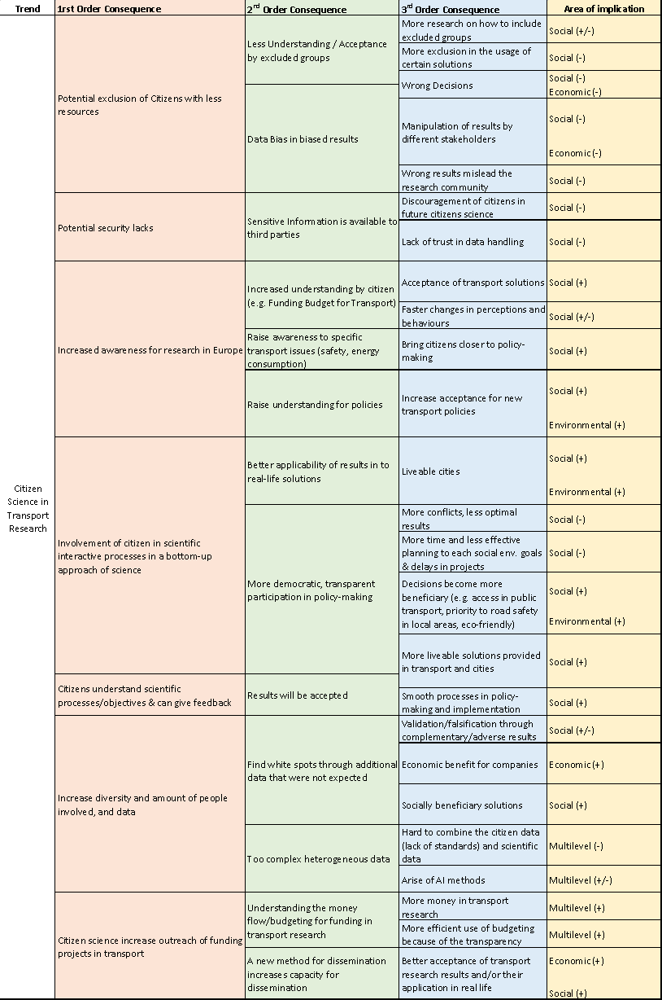 Trend
1rst Order Consequence
2nd Order Consequence
3rd Order Consequence
Area of implication
Citizen
Science in
Transport
Research
Potential exclusion of Citizens with less
resources
Less Understanding / Acceptance
by excluded groups
More research on how to include
excluded groups
Social (+/-)
More exclusion in the usage of
certain solutions
Social (-)
Wrong Decisions
Social (-)
Economic (-)
Data Bias in biased results
Manipulation of results by
different stakeholders
Social (-)
Economic (-)
Wrong results mislead the
research community
Social (-)
Potential security lacks
Sensitive Information is available to
third parties
Discouragement of citizens in
future citizens science
Social (-)
Lack of trust in data handling
Social (-)
Increased awareness for research in Europe
Increased understanding by citizen
(e.g. Funding Budget for Transport)
Acceptance of transport solutions
Social (+)
Faster changes in perceptions and
behaviours
Social (+/-)
Raise awareness to specific
transport issues (safety, energy
consumption)
Bring citizens closer to policy-
making
Social (+)
Raise understanding for policies
Increase acceptance for new
transport policies
Social (+)
Environmental (+)
Involvement of citizen in scientific
interactive processes in a bottom-up
approach of science
Better applicability of results in to
real-life solutions
Liveable cities
Social (+)
Environmental (+)
More democratic, transparent
participation in policy-making
More conflicts, less optimal
results
Social (-)
More time and less effective
planning to each social env. goals
& delays in projects
Social (-)
Decisions become more
beneficiary (e.g. access in public
transport, priority to road safety
in local areas, eco-friendly)
Social (+)
Environmental (+)
More liveable solutions provided
in transport and cities
Social (+)
Citizens understand scientific
processes/objectives & can give feedback
Results will be accepted
Smooth processes in policy-
making and implementation
Social (+)
Increase diversity and amount of people
involved, and data
Find white spots through additional
data that were not expected
Validation/falsification through
complementary/adverse results
Social (+/-)
Economic benefit for companies
Economic (+)
Socially beneficiary solutions
Social (+)
Too complex heterogeneous data
Hard to combine the citizen data
(lack of standards) and scientific
data
Multilevel (-)
Arise of AI methods
Multilevel (+/-)
Citizen science increase outreach of funding
projects in transport
Understanding the money
flow/budgeting for funding in
transport research
More money in transport
research
Multilevel (+)
More efficient use of budgeting
because of the transparency
Multilevel (+)
A new method for dissemination
increases capacity for
dissemination
Better acceptance of transport
research results and/or their
application in real life
Economic (+)
Social (+)